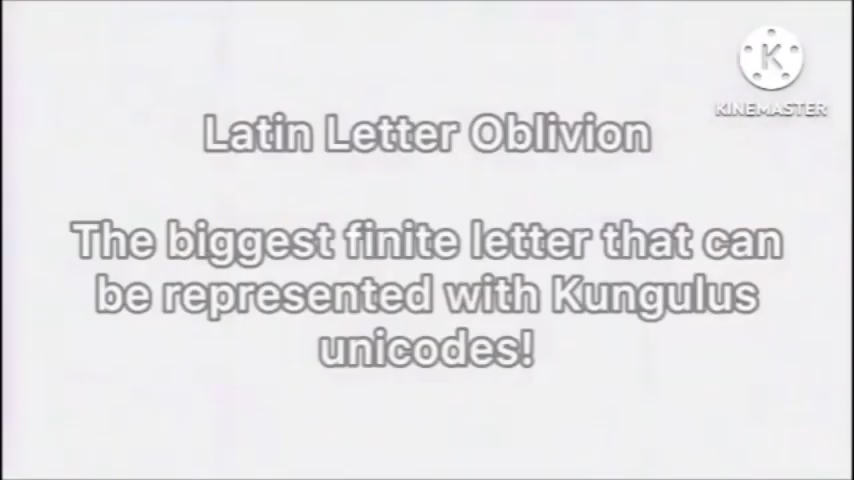 K
KINEMASTER
Latin Letter Oblivion
The biggest finite letter that can
be represented with Kungulus
unicodes!